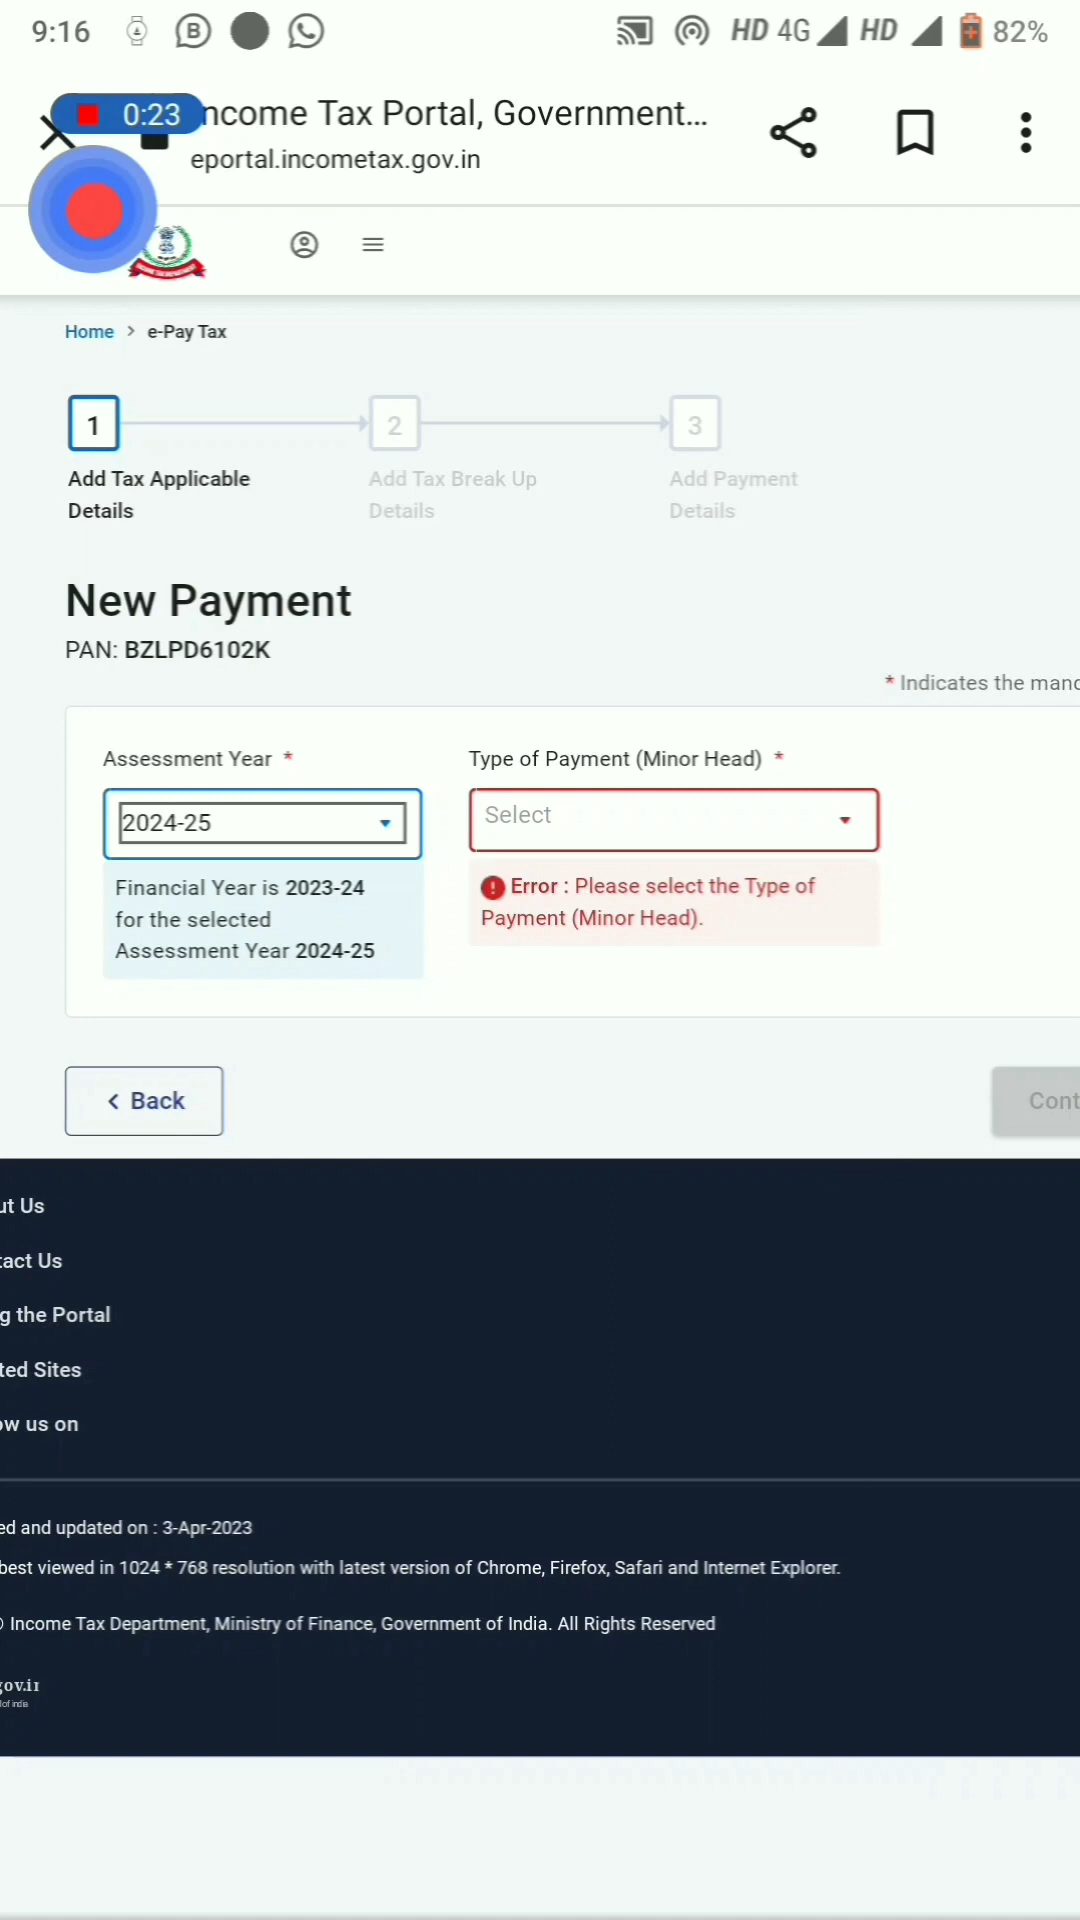 9:16 B HD 4G HD 82%
0:23 ncome Tax Portal, Government...
eportal.incometax.gov.in
Home > e-Pay Tax
1 2 3
Add Tax Applicable Details
Add Tax Break Up Details
Add Payment Details
New Payment
PAN: BZLPD6102K
* Indicates the mand
Assessment Year *
2024-25
Financial Year is 2023-24
for the selected
Assessment Year 2024-25
Type of Payment (Minor Head) *
Select
Error : Please select the Type of
Payment (Minor Head).
< Back
Cont
ut Us
tact Us
g the Portal
ted Sites
ow us on
ed and updated on : 3-Apr-2023
best viewed in 1024 * 768 resolution with latest version of Chrome, Firefox, Safari and Internet Explorer.
Income Tax Department, Ministry of Finance, Government of India. All Rights Reserved
gov.in
of india